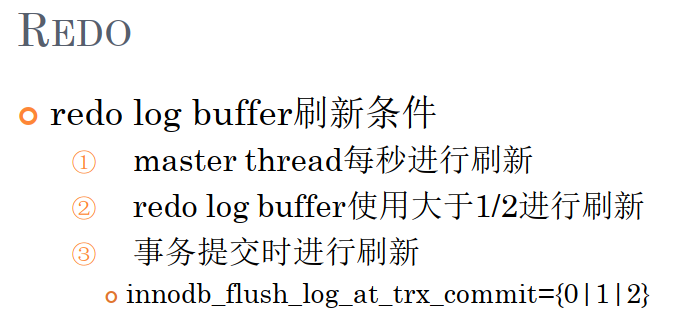 REDO
redo log buffer刷新条件
① master thread每秒进行刷新
② redo log buffer使用大于1/2进行刷新
③ 事务提交时进行刷新
innodb_flush_log_at_trx_commit={0|1|2}